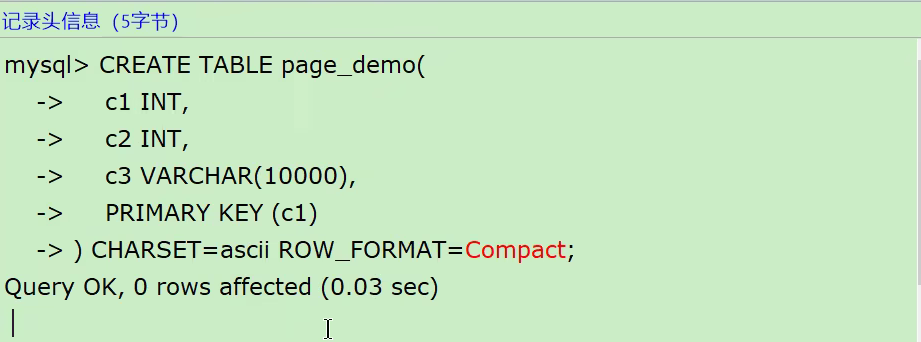 记录头信息（5字节）
mysql> CREATE TABLE page_demo(
-> c1 INT,
-> c2 INT,
-> c3 VARCHAR(10000),
-> PRIMARY KEY (c1)
-> ) CHARSET=ascii ROW_FORMAT=Compact;
Query OK, 0 rows affected (0.03 sec)